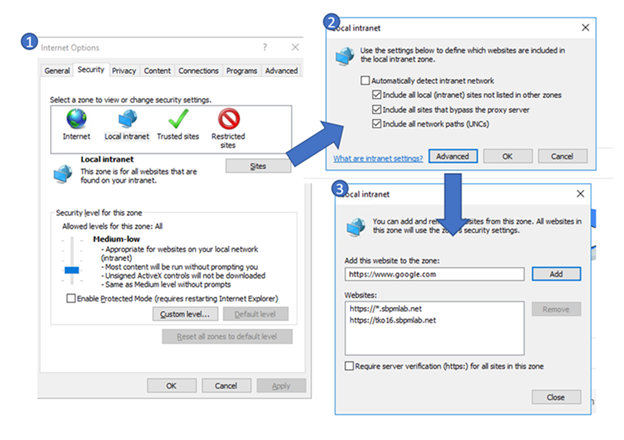 1
Internet Options
? ×
General Security Privacy Content Connections Programs Advanced
Select a zone to view or change security settings.
Internet Local intranet Trusted sites Restricted
sites
Local intranet
This zone is for all websites that are
found on your intranet.
Sites
Security level for this zone
Allowed levels for this zone: All
Medium-low
- Appropriate for websites on your local network
(intranet)
- Most content will be run without prompting you
- Unsigned ActiveX controls will not be downloaded
- Same as Medium level without prompts
Enable Protected Mode (requires restarting Internet Explorer)
Custom level... Default level
Reset all zones to default level
OK Cancel Apply
2
ocal intranet ×
Use the settings below to define which websites are included in
the local intranet zone.
Automatically detect intranet network
Include all local (intranet) sites not listed in other zones
Include all sites that bypass the proxy server
Include all network paths (UNCs)
What are intranet settings? Advanced OK Cancel
3
ocal intranet ×
You can add and re sites from this zone. All websites in
this zone will use the security settings.
Add this website to the zone:
https://www.google.com Add
Websites:
https://*.sbpmlab.net
https://tko16.sbpmlab.net
Remove
Require server verification (https:) for all sites in this zone
Close